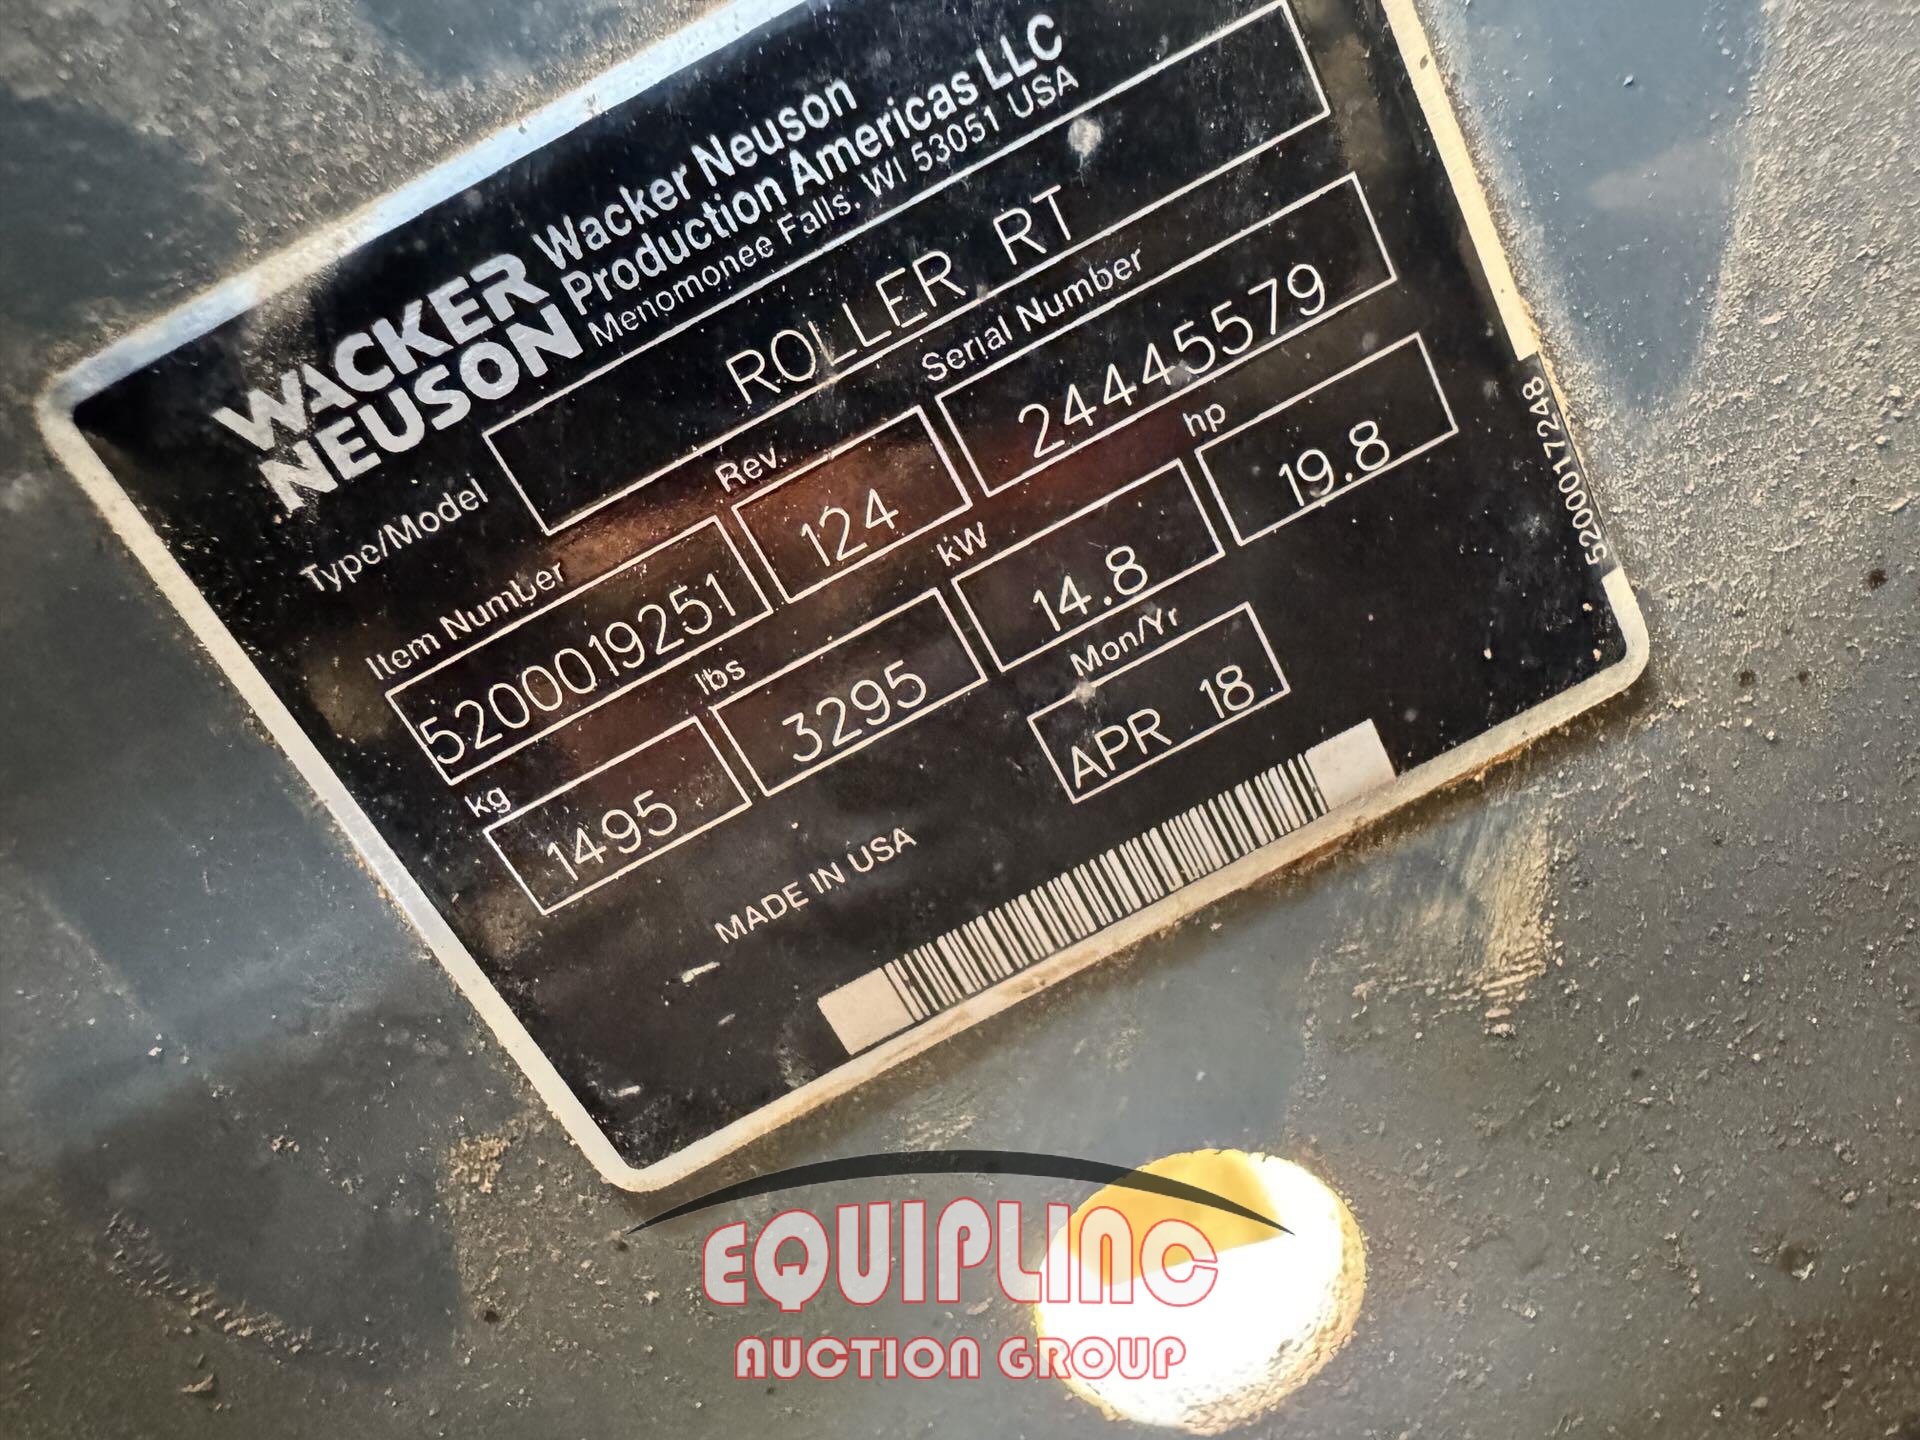 WACKER
NEUSON
Wacker Neuson
Production Americas LLC
Menomonee Falls, WI 53051 USA
Type/Model
ROLLER RT
Item Number
5200019251
Rev.
124
Serial Number
24445579
kg
1495
lbs
3295
kW
14.8
hp
19.8
Mon/Yr
APR 18
MADE IN USA
5200017248
EQUIPLINC
AUCTION GROUP